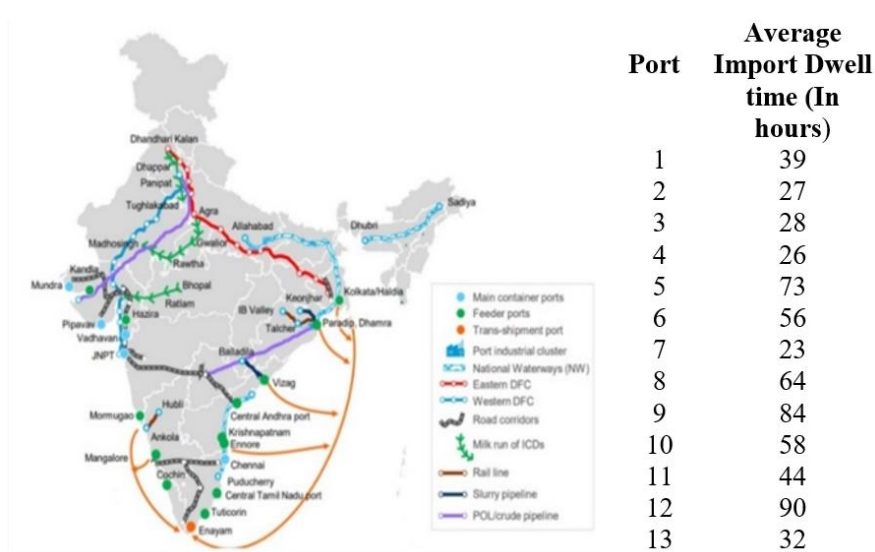 Dhandhari Kalan
Dhappar
Panipat
Tughlakabad
Agra
Sadiya
Allahabad
Dhubri
Madhosingh
Gwalior
Rawtha
Kandla
Mundra
Bhopal
Ratlam
Kolkata/Haldia
Keonjhar
IB Valley
Hazira
Pipavav
Talcher
Paradip, Dhamra
Vadhavan
JNPT
Bailadila
Vizag
Hubli
Mormugao
Central Andhra port
Krishnapatnam
Ankola
Ennore
Mangalore
Chennai
Cochin
Puducherry
Central Tamil Nadu port
Tuticorin
Enayam
Main container ports
Feeder ports
Trans-shipment port
Port industrial cluster
National Waterways (NW)
Eastern DFC
Western DFC
Road corridors
Milk run of ICDs
Rail line
Slurry pipeline
POL/crude pipeline
Average
Port Import Dwell
time (In
hours)
1 39
2 27
3 28
4 26
5 73
6 56
7 23
8 64
9 84
10 58
11 44
12 90
13 32